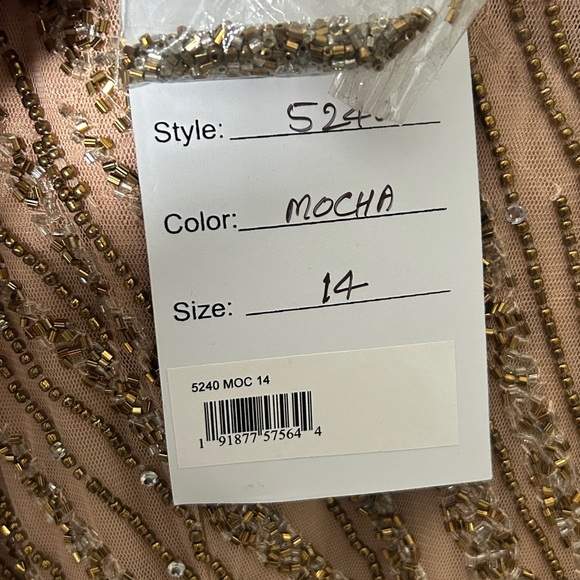 Style: 524
Color: MOCHA
Size: 14
5240 MOC 14
1 91877 57564 4